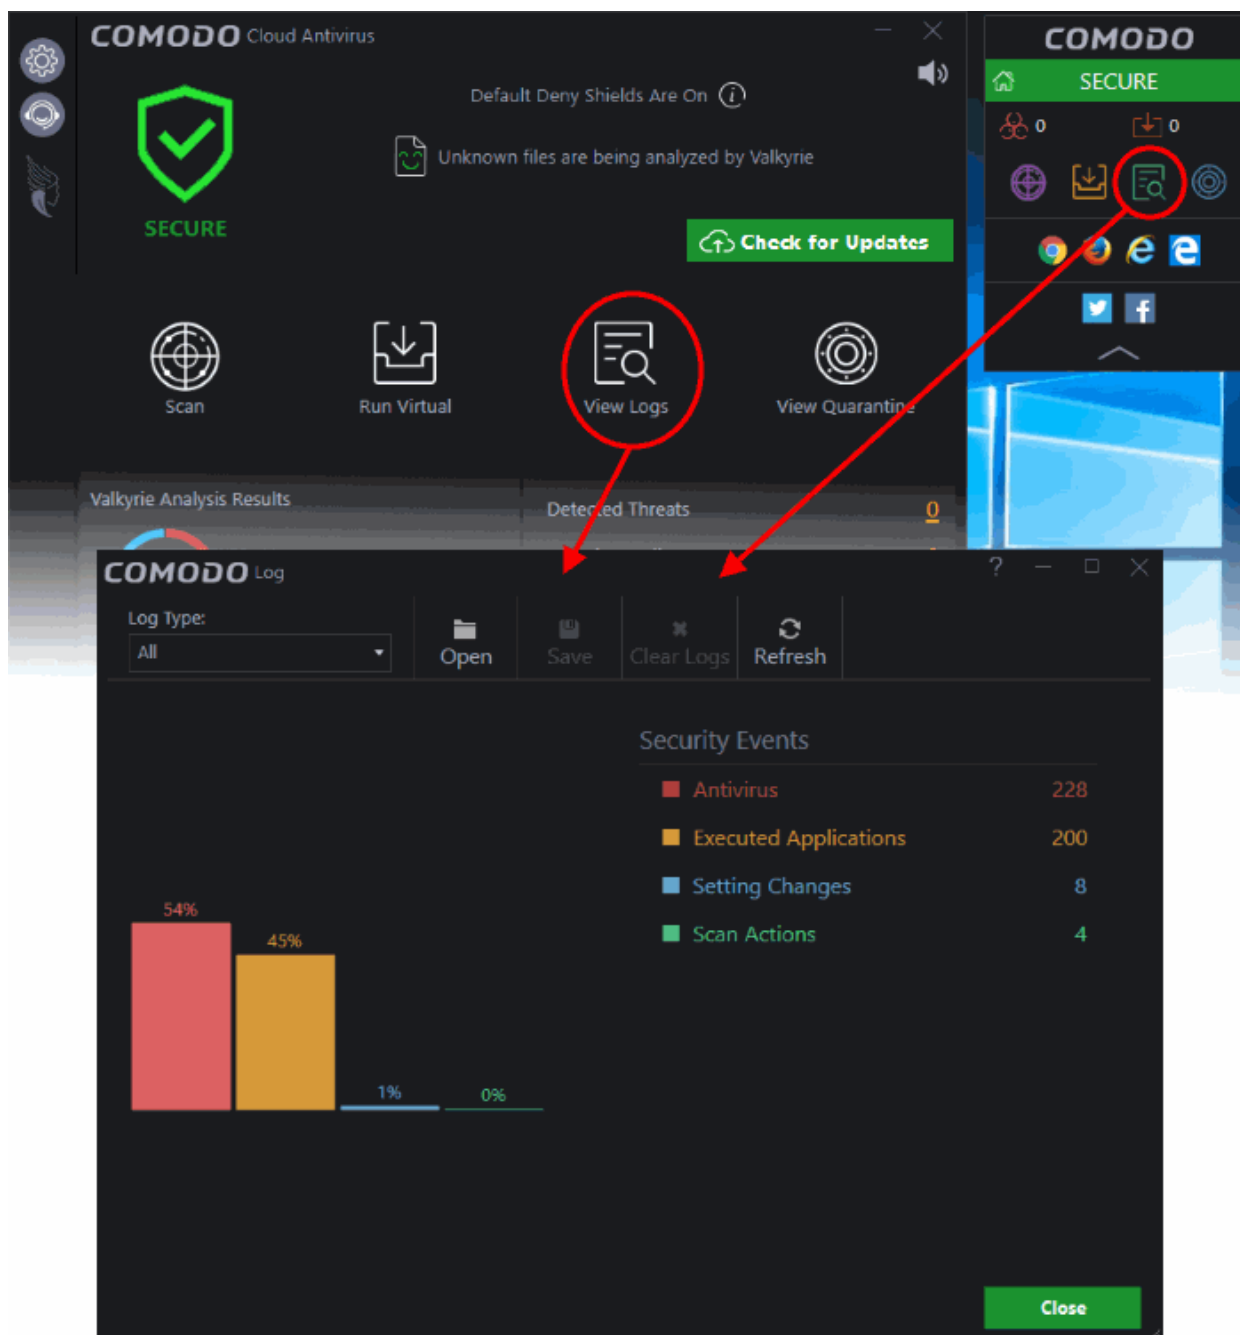 COMODO Cloud Antivirus
Default Deny Shields Are On
Unknown files are being analyzed by Valkyrie
SECURE
Check for Updates
Scan
Run Virtual
View Logs
View Quarantine
Valkyrie Analysis Results
Detected Threats
0
COMODO
SECURE
0
0
COMODO Log
?
Log Type:
All
Open
Save
Clear Logs
Refresh
Security Events
Antivirus 228
Executed Applications 200
Setting Changes 8
Scan Actions 4
54%
45%
1%
0%
Close